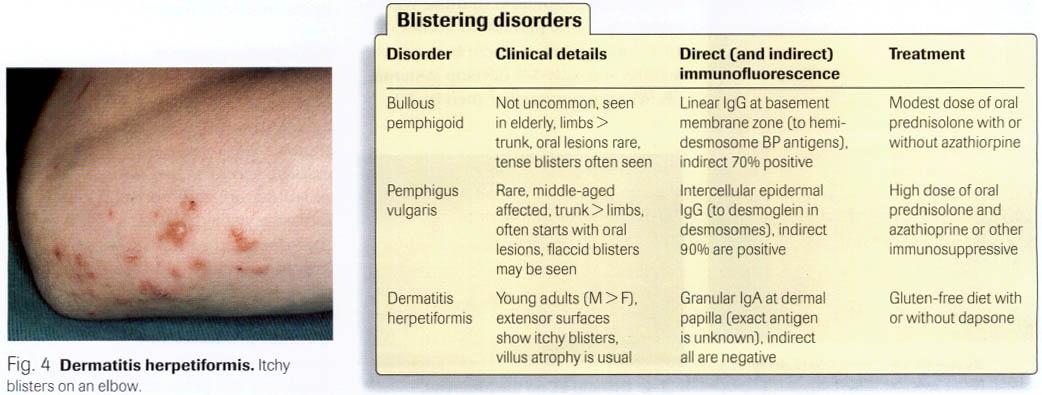 Blistering disorders
Disorder Clinical details Direct (and indirect) immunofluorescence Treatment
Bullous pemphigoid
Not uncommon, seen
in elderly, limbs >
trunk, oral lesions rare,
tense blisters often seen
Linear IgG at basement
membrane zone (to hemi-
desmosome BP antigens),
indirect 70% positive
Modest dose of oral
prednisolone with or
without azathiorpine
Pemphigus
vulgaris
Rare, middle-aged
affected, trunk > limbs,
often starts with oral
lesions, flaccid blisters
may be seen
Intercellular epidermal
IgG (to desmoglein in
desmosomes), indirect
90% are positive
High dose of oral
prednisolone and
azathioprine or other
immunosuppressive
Dermatitis
herpetiformis
Young adults (M > F),
extensor surfaces
show itchy blisters,
villus atrophy is usual
Granular IgA at dermal
papilla (exact antigen
is unknown), indirect
all are negative
Gluten-free diet with
or without dapsone
Fig. 4 Dermatitis herpetiformis. Itchy
blisters on an elbow.